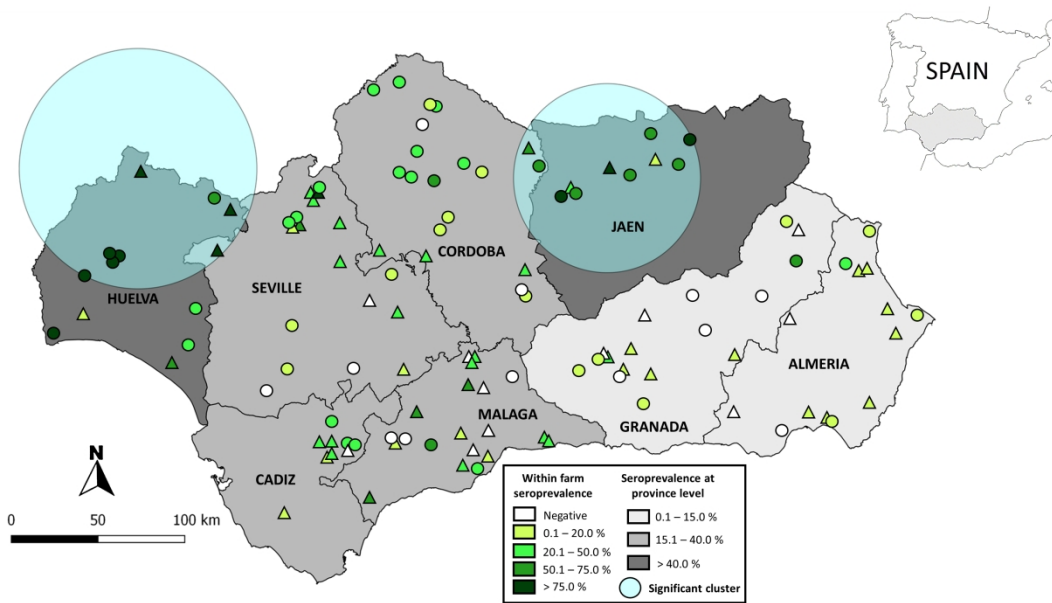 SPAIN
JAEN
CORDOBA
SEVILLE
HUELVA
ALMERIA
MALAGA
GRANADA
CADIZ
N
0 50 100 km
Within farm
seroprevalence
Negative
0.1 – 20.0 %
20.1 – 50.0 %
50.1 – 75.0 %
> 75.0 %
Seroprevalence at
province level
0.1 – 15.0 %
15.1 – 40.0 %
> 40.0 %
Significant cluster